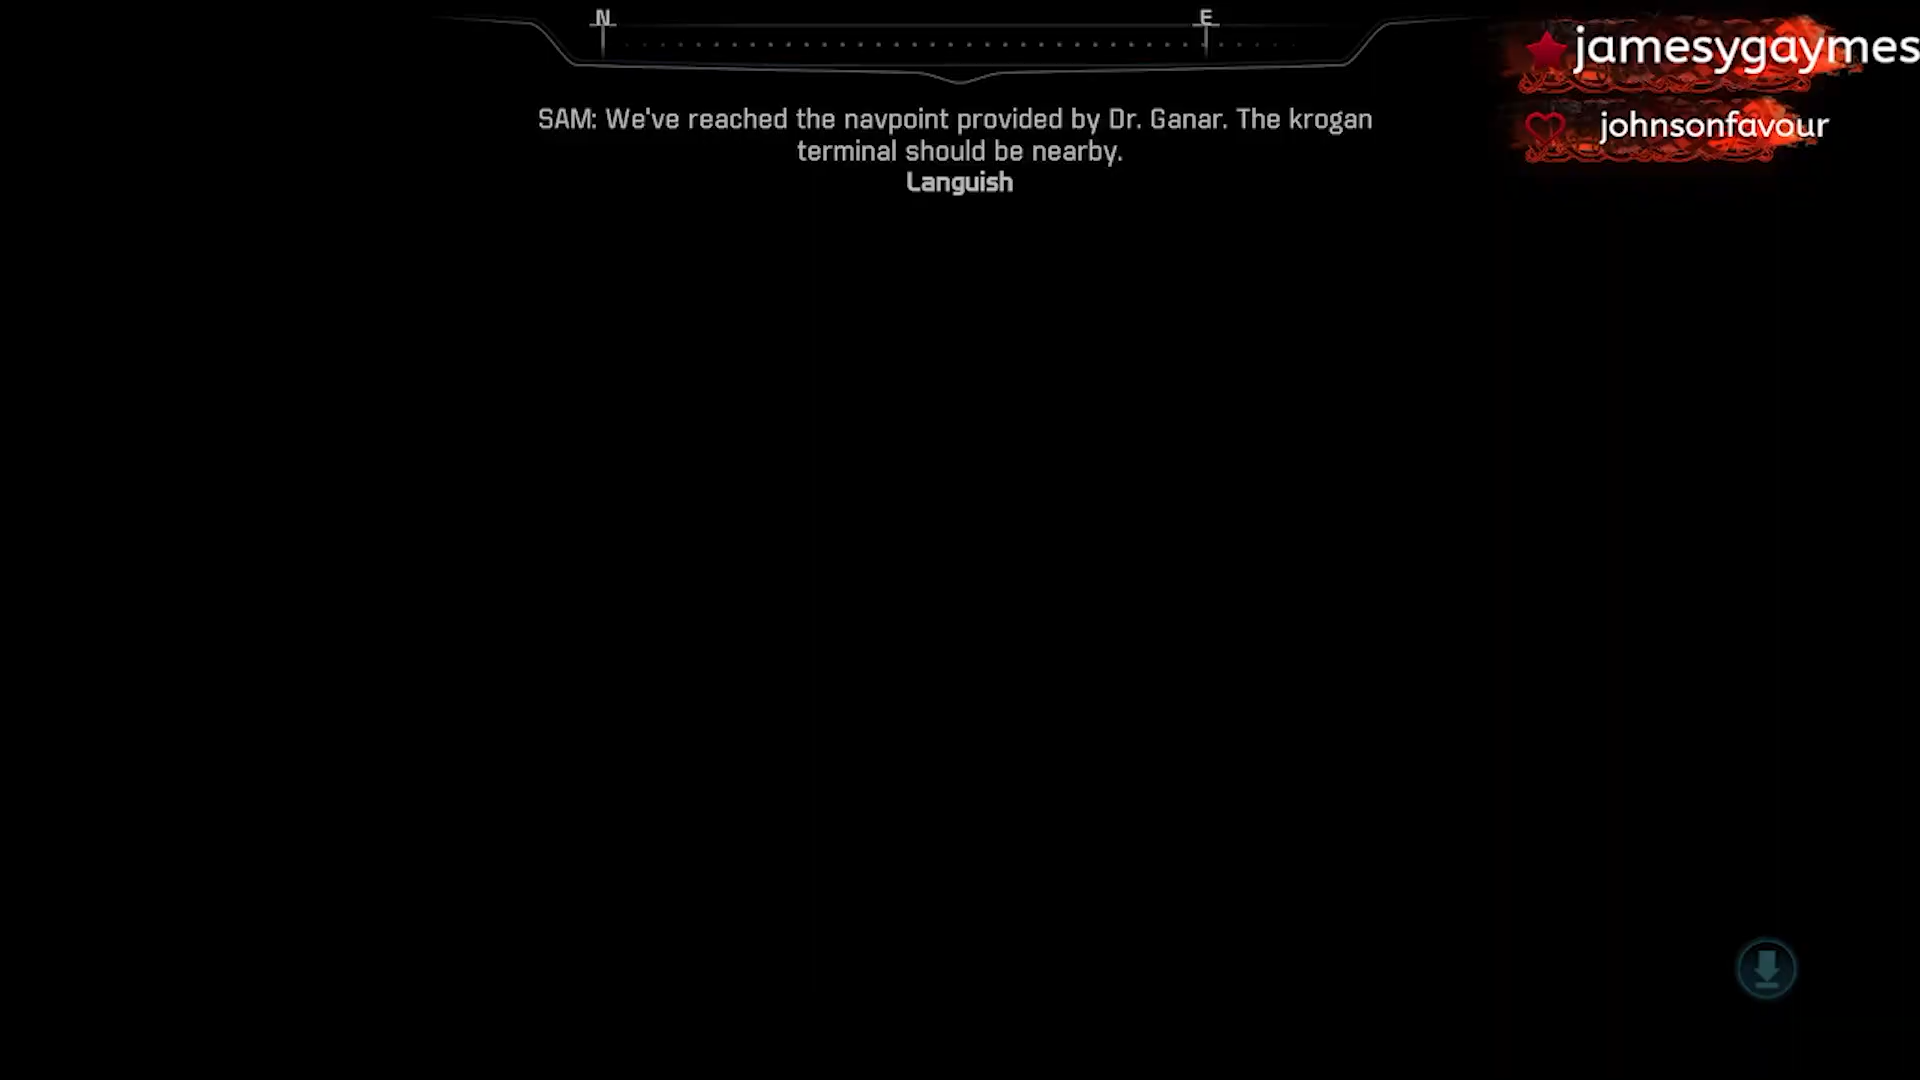 N E
jamesygaymes
SAM: We've reached the navpoint provided by Dr. Ganar. The krogan
johnsonfavour
terminal should be nearby.
Languish